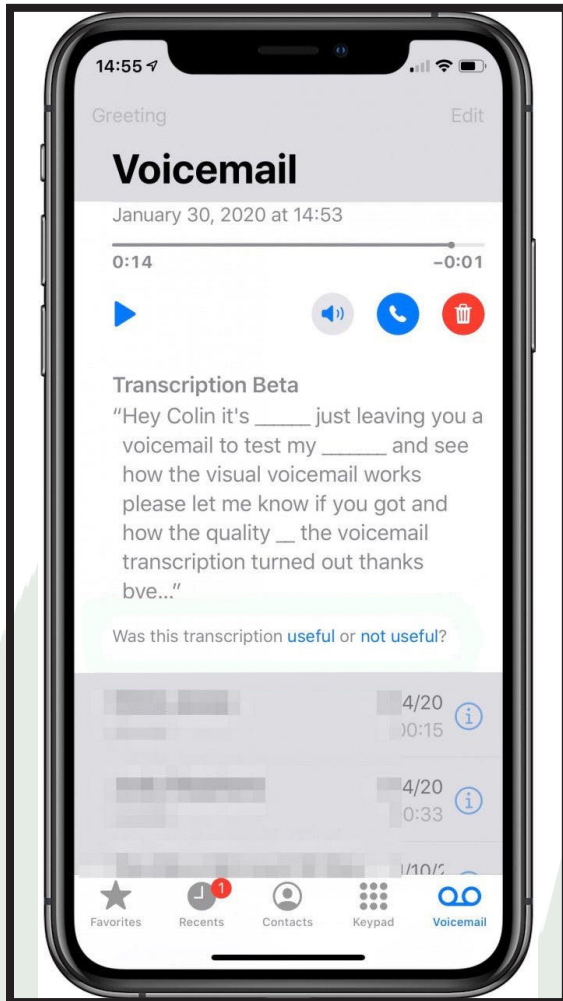 14:55
Greeting Edit
Voicemail
January 30, 2020 at 14:53
0:14 −0:01
Transcription Beta
“Hey Colin it's ______ just leaving you a
voicemail to test my _______ and see
how the visual voicemail works
please let me know if you got and
how the quality __ the voicemail
transcription turned out thanks
bye...”
Was this transcription useful or not useful?
4/20
00:15
4/20
0:33
1
Favorites Recents Contacts Keypad Voicemail